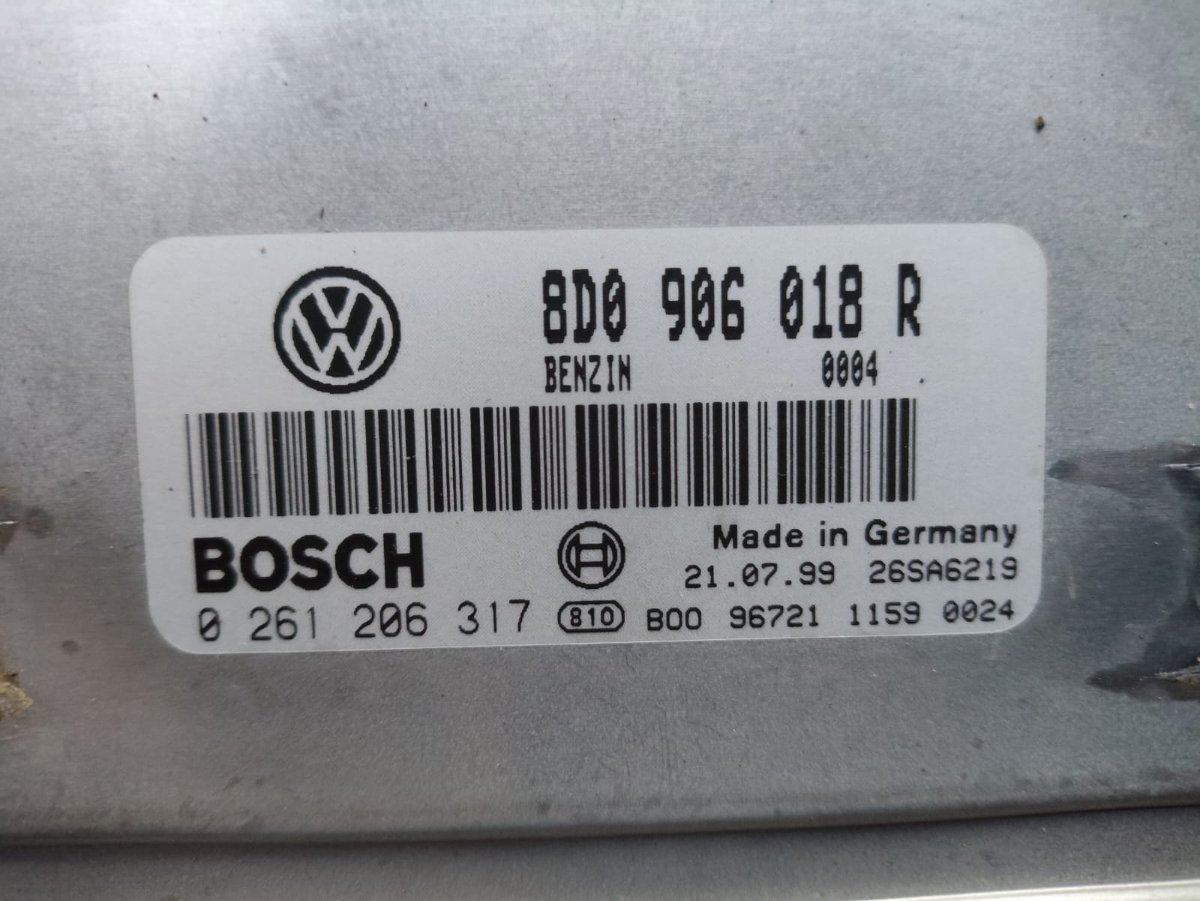 8D0 906 018 R
BENZIN 0004
BOSCH
Made in Germany
21.07.99 26SA6219
0 261 206 317 810 B00 96721 1159 0024